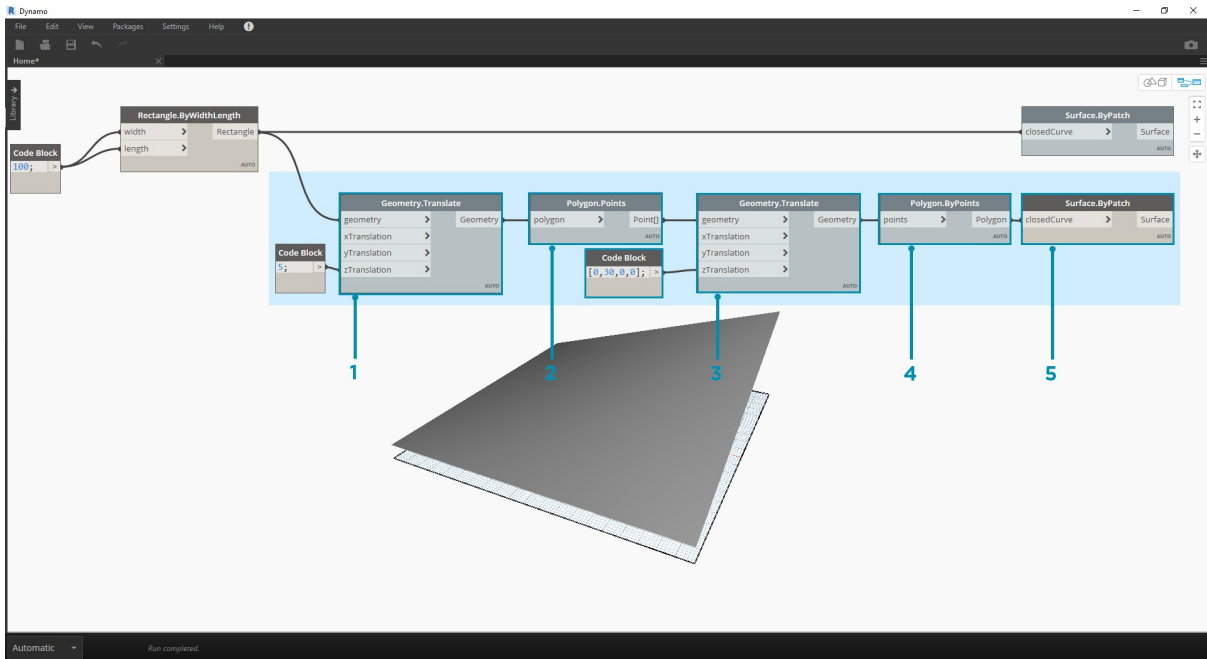 Dynamo
File Edit View Packages Settings Help
Home*
Library
Rectangle.ByWidthLength
width > Rectangle
length >
AUTO
Code Block
100; >
Surface.ByPatch
closedCurve > Surface
AUTO
Geometry.Translate
geometry > Geometry
xTranslation >
yTranslation >
zTranslation >
AUTO
Code Block
5; >
Polygon.Points
polygon > Point[]
AUTO
Code Block
[0,30,0,0]; >
Geometry.Translate
geometry > Geometry
xTranslation >
yTranslation >
zTranslation >
AUTO
Polygon.ByPoints
points > Polygon
AUTO
Surface.ByPatch
closedCurve > Surface
AUTO
1 2 3 4 5
Automatic
Run completed.